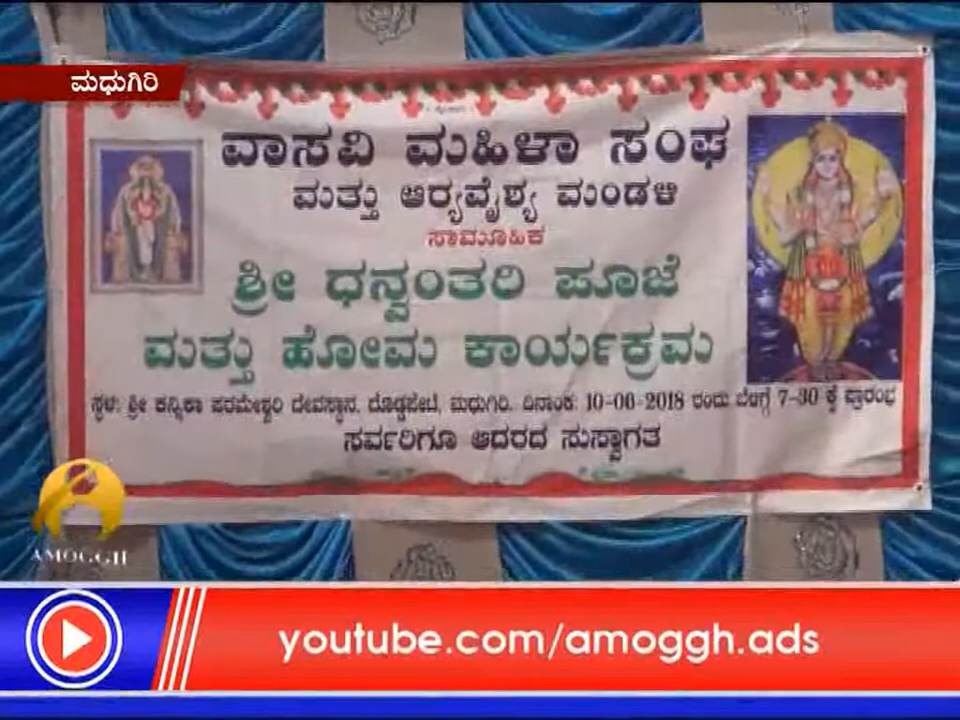 ಮಧುಗಿರಿ
ವಾಸವಿ ಮಹಿಳಾ ಸಂಘ
ಮತ್ತು ಆರ್‍ಯವೈಶ್ಯ ಮಂಡಳಿ
ಸಾಮೂಹಿಕ
ಶ್ರೀ ಧನ್ವಂತರಿ ಪೂಜೆ
ಮತ್ತು ಹೋಮ ಕಾರ್ಯಕ್ರಮ
ಸ್ಥಳ: ಶ್ರೀ ಕನ್ನಿಕಾ ಪರಮೇಶ್ವರಿ ದೇವಸ್ಥಾನ, ದೊಡ್ಡಪೇಟೆ, ಮಧುಗಿರಿ. ದಿನಾಂಕ: 10-06-2018 ರಂದು ಬೆಳಗ್ಗೆ 7-30 ಕ್ಕೆ ಪ್ರಾರಂಭ
ಸರ್ವರಿಗೂ ಆದರದ ಸುಸ್ವಾಗತ
AMOGGH
youtube.com/amoggh.ads